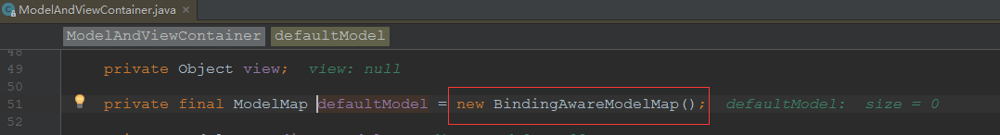 ModelAndViewContainer.java ×
ModelAndViewContainer defaultModel
48
49 private Object view; view: null
50
51 private final ModelMap defaultModel = new BindingAwareModelMap(); defaultModel: size = 0
52